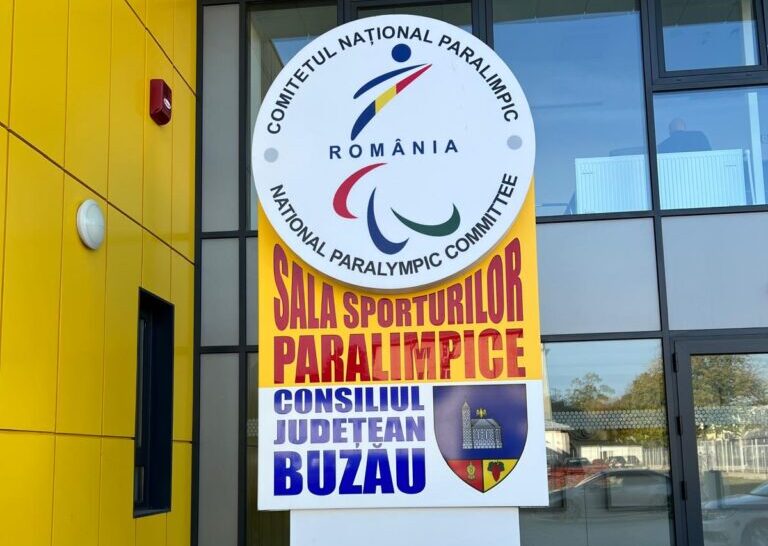 COMITETUL NAȚIONAL PARALIMPIC
ROMÂNIA
NATIONAL PARALYMPIC COMMITTEE
SALA SPORTURILOR
PARALIMPICE
CONSILIUL
JUDEȚEAN
BUZĂU